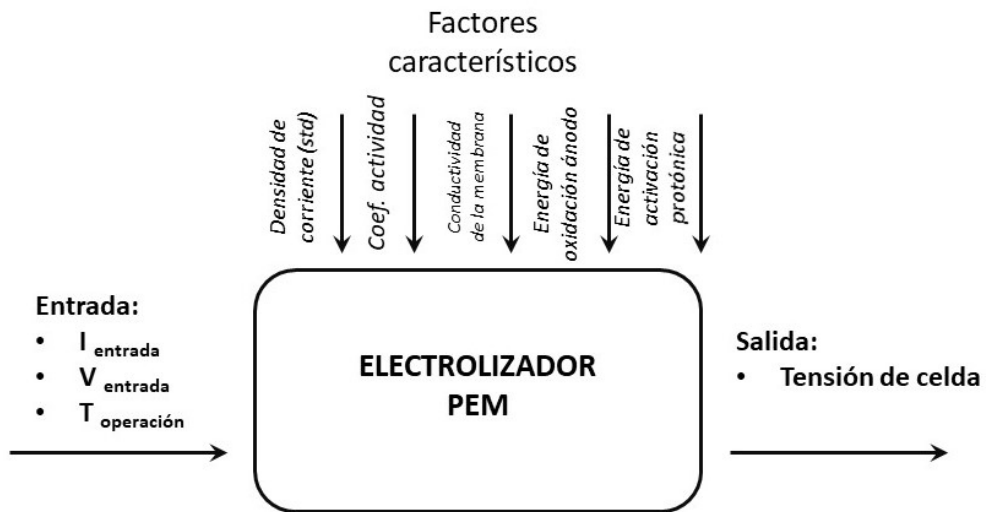 Factores
característicos
Densidad de
corriente (std)
Coef. actividad
Conductividad
de la membrana
Energía de
oxidación ánodo
Energía de
activación
protónica
Entrada:
• I entrada
• V entrada
• T operación
ELECTROLIZADOR
PEM
Salida:
• Tensión de celda